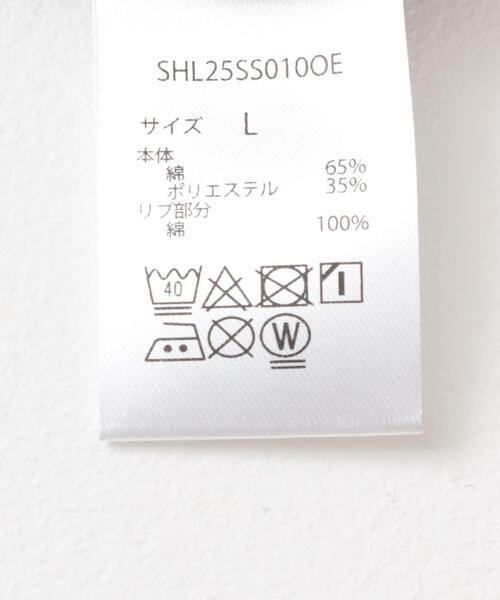 SHL25SS010OE
サイズ L
本体
綿 65%
ポリエステル 35%
リブ部分
綿 100%
40
W